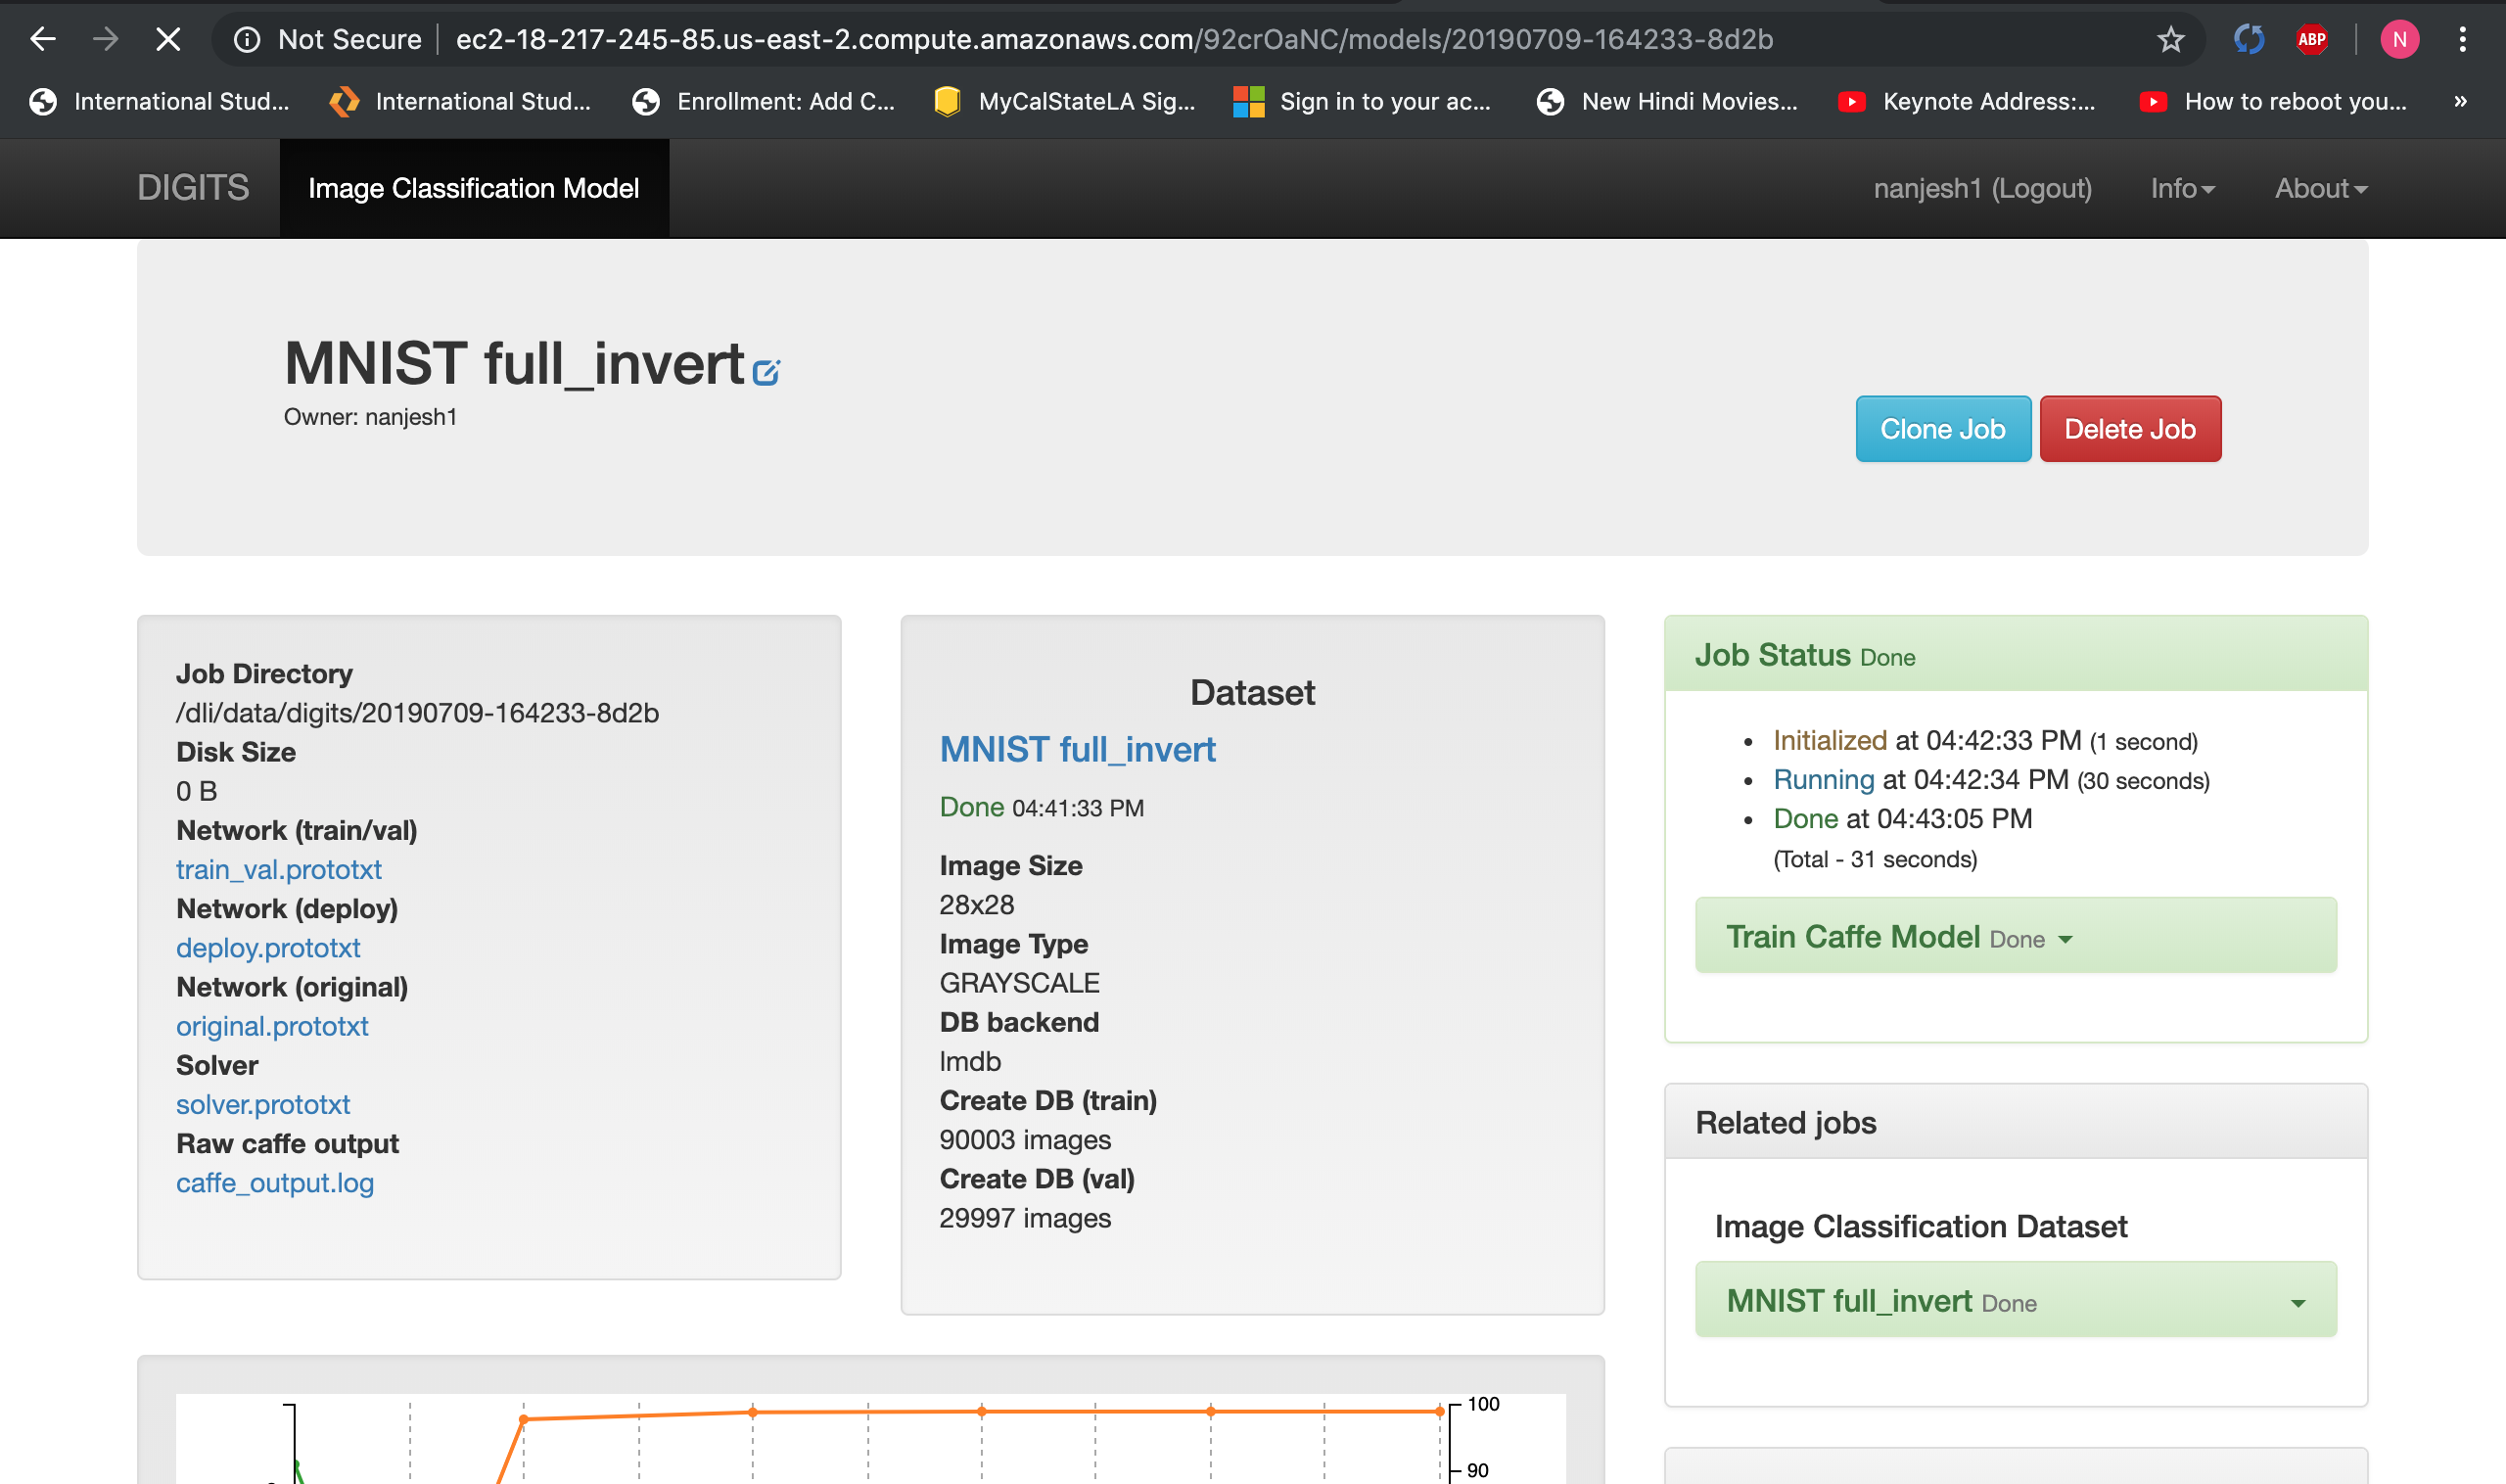 Not Secure ec2-18-217-245-85.us-east-2.compute.amazonaws.com/92crOaNC/models/20190709-164233-8d2b ABP N
International Stud... International Stud... Enrollment: Add C... MyCalStateLA Sig... Sign in to your ac... New Hindi Movies... Keynote Address:... How to reboot you... »
DIGITS Image Classification Model nanjesh1 (Logout) Info About
MNIST full_invert
Owner: nanjesh1
Clone Job Delete Job
Job Directory
/dli/data/digits/20190709-164233-8d2b
Disk Size
0 B
Network (train/val)
train_val.prototxt
Network (deploy)
deploy.prototxt
Network (original)
original.prototxt
Solver
solver.prototxt
Raw caffe output
caffe_output.log
Dataset
MNIST full_invert
Done 04:41:33 PM
Image Size
28x28
Image Type
GRAYSCALE
DB backend
lmdb
Create DB (train)
90003 images
Create DB (val)
29997 images
Job Status Done
Initialized at 04:42:33 PM (1 second)
Running at 04:42:34 PM (30 seconds)
Done at 04:43:05 PM
(Total - 31 seconds)
Train Caffe Model Done
Related jobs
Image Classification Dataset
MNIST full_invert Done
100
90